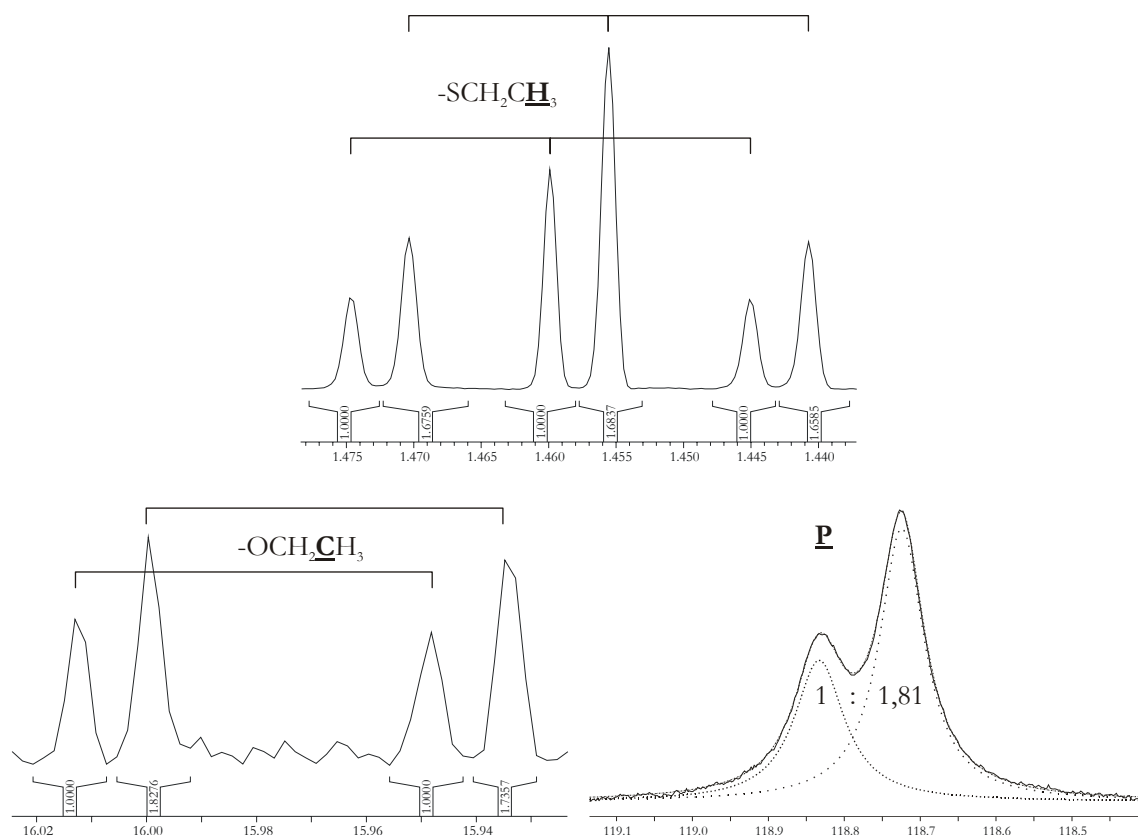 -SCH₂CH₃
1.0000 1.6759 1.0000 1.6837 1.0000 1.6585
1.475 1.470 1.465 1.460 1.455 1.450 1.445 1.440
-OCH₂CH₃
1.0000 1.8276 1.0000 1.7357
16.02 16.00 15.98 15.96 15.94
P
1 : 1,81
119.1 119.0 118.9 118.8 118.7 118.6 118.5